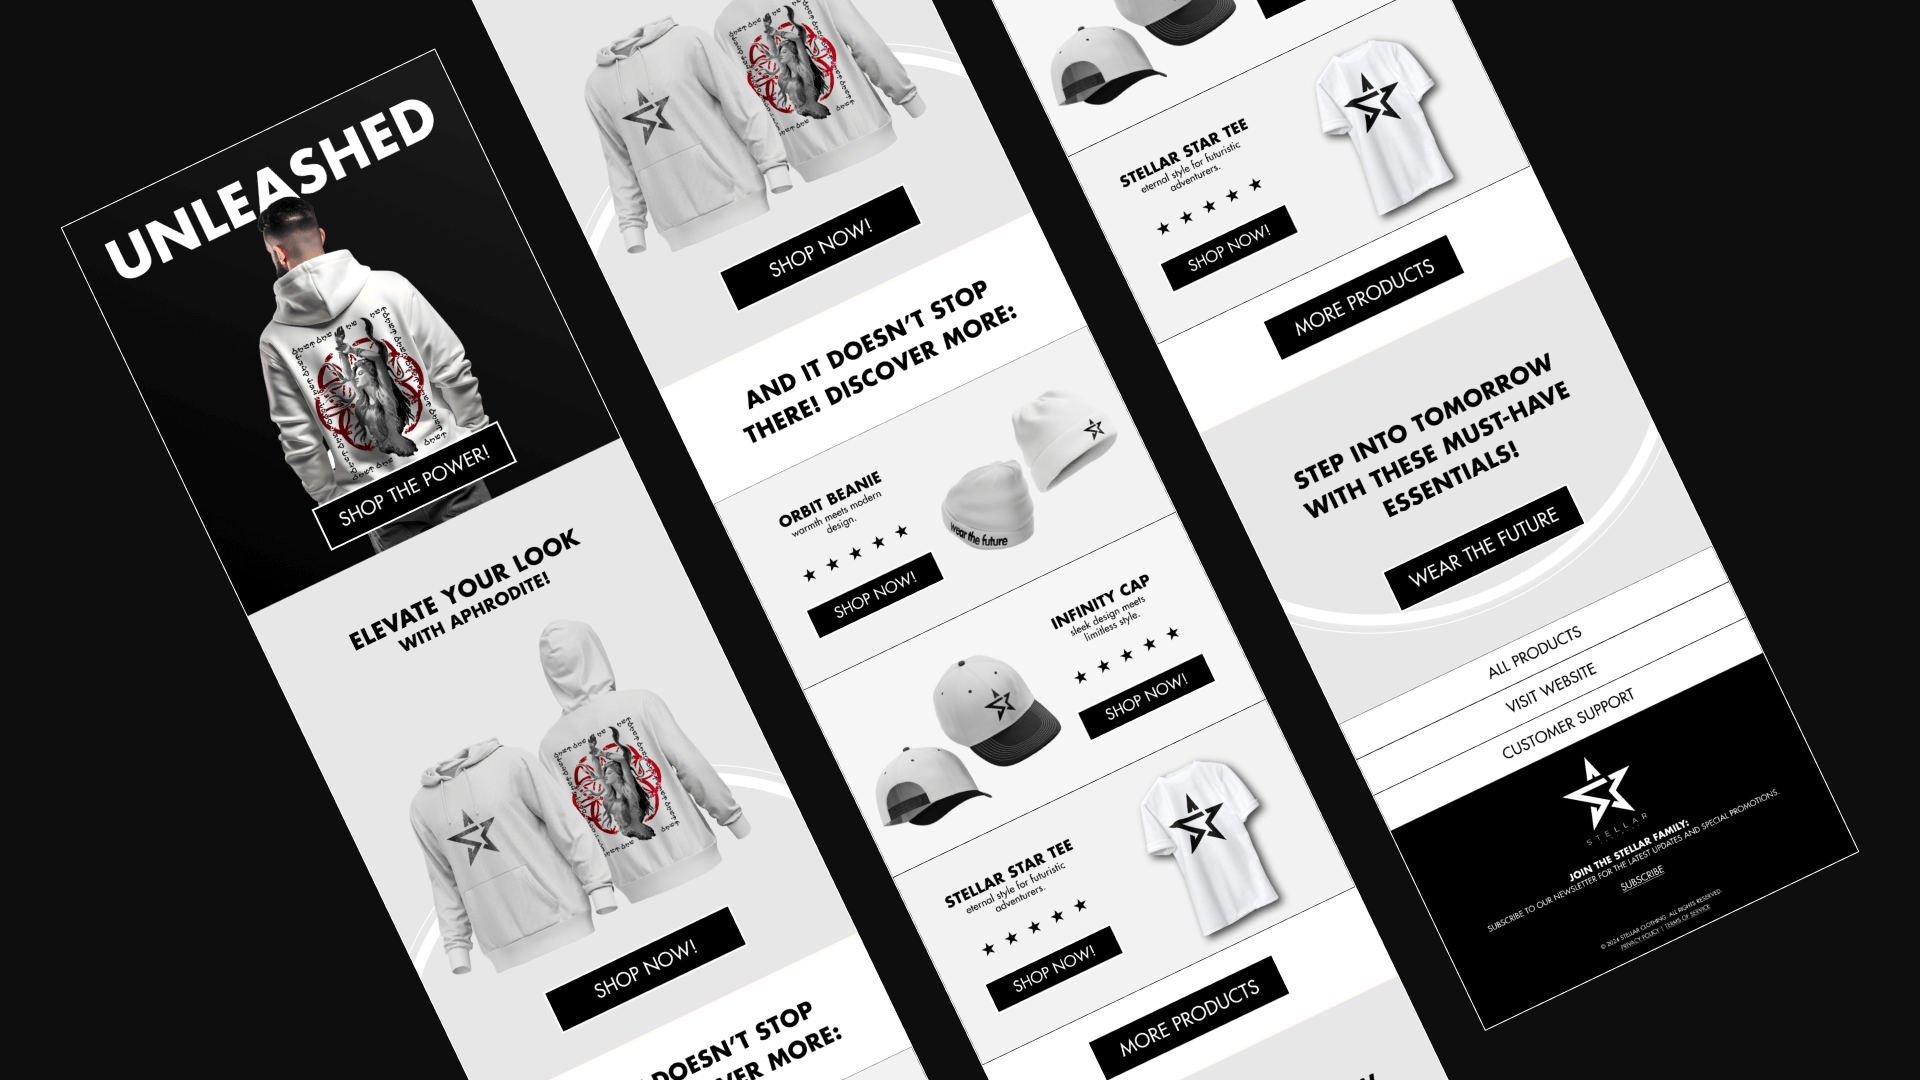 UNLEASHED
SHOP THE POWER!
ELEVATE YOUR LOOK
WITH APHRODITE!
SHOP NOW!
DOESN'T STOP
VER MORE:
SHOP NOW!
AND IT DOESN'T STOP
THERE! DISCOVER MORE:
ORBIT BEANIE
warmth meets modern
design.
SHOP NOW!
wear the future
INFINITY CAP
sleek design meets
limitless style.
SHOP NOW!
STELLAR STAR TEE
eternal style for futuristic
adventurers.
SHOP NOW!
MORE PRODUCTS
STELLAR STAR TEE
eternal style for futuristic
adventurers.
SHOP NOW!
MORE PRODUCTS
STEP INTO TOMORROW
WITH THESE MUST-HAVE
ESSENTIALS!
WEAR THE FUTURE
ALL PRODUCTS
VISIT WEBSITE
CUSTOMER SUPPORT
STELLAR
JOIN THE STELLAR FAMILY:
SUBSCRIBE TO OUR NEWSLETTER FOR THE LATEST UPDATES AND SPECIAL PROMOTIONS.
SUBSCRIBE
© 2024 STELLAR CLOTHING. ALL RIGHTS RESERVED.
PRIVACY POLICY | TERMS OF SERVICE